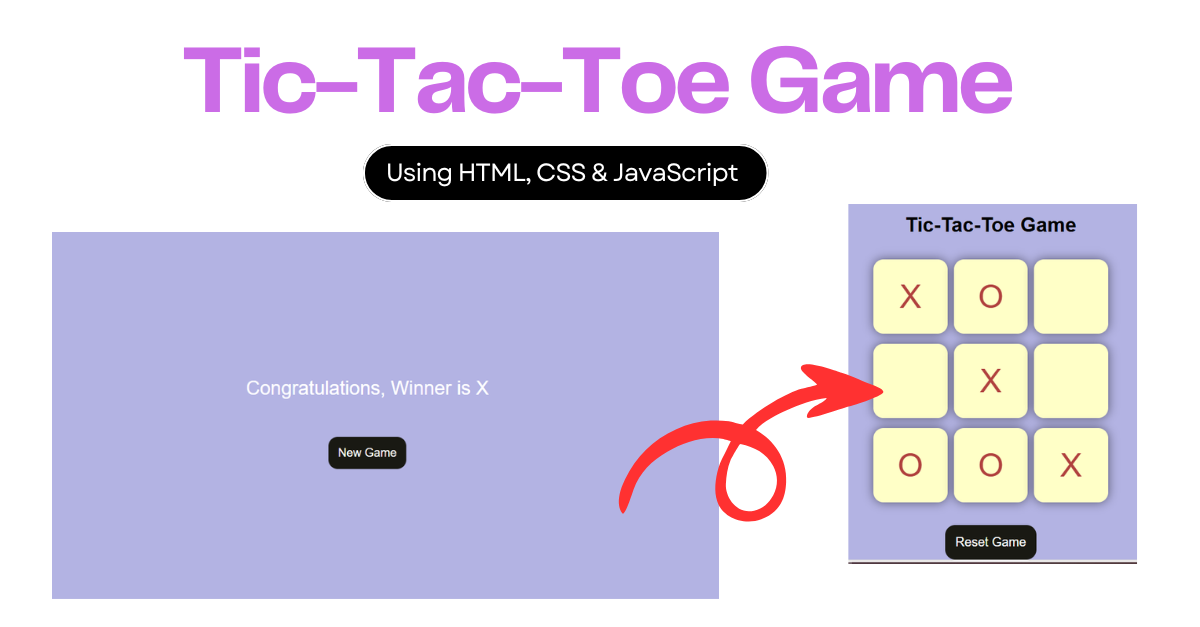 Tic-Tac-Toe Game
Using HTML, CSS & JavaScript
Congratulations, Winner is X
New Game
Tic-Tac-Toe Game
X O
X
O O X
Reset Game